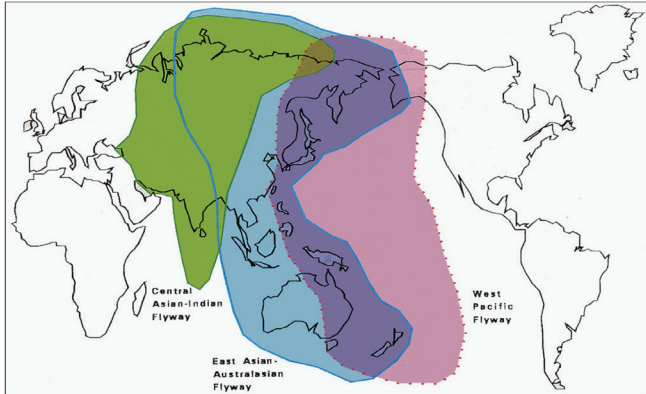 Central
Asian-Indian
Flyway
East Asian-
Australasian
Flyway
West
Pacific
Flyway